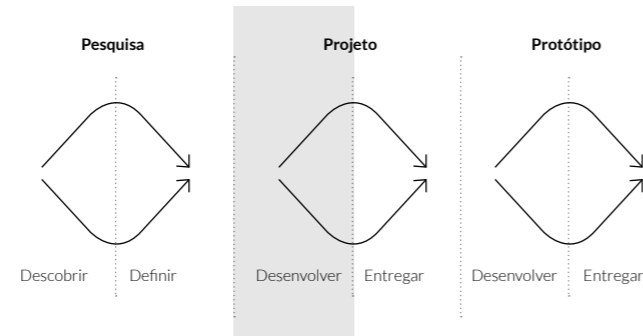 Pesquisa Projeto Protótipo
Descobrir Definir Desenvolver Entregar Desenvolver Entregar